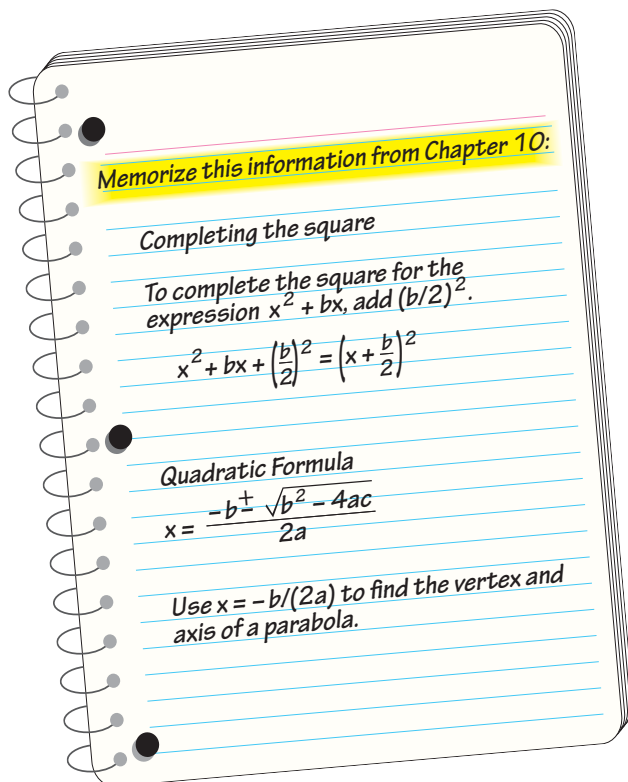 Memorize this information from Chapter 10:
Completing the square
To complete the square for the
expression x² + bx, add (b/2)².
x² + bx + (b/2)² = (x + b/2)²
Quadratic Formula
x = (–b ± √(b² – 4ac))/(2a)
Use x = –b/(2a) to find the vertex and
axis of a parabola.